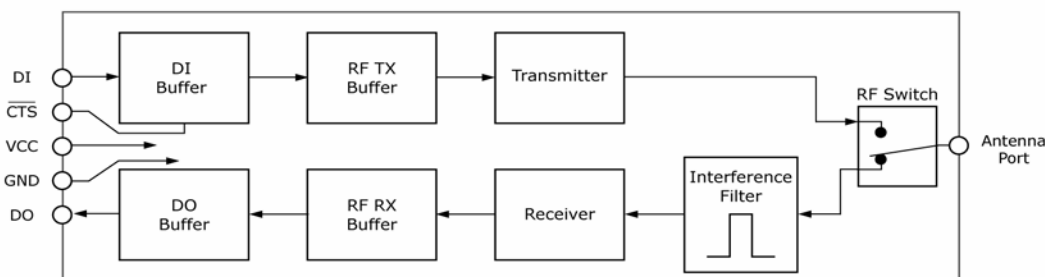 DI
C̅T̅S̅
VCC
GND
DO
DI
Buffer
RF TX
Buffer
Transmitter
RF Switch
Antenna
Port
DO
Buffer
RF RX
Buffer
Receiver
Interference
Filter